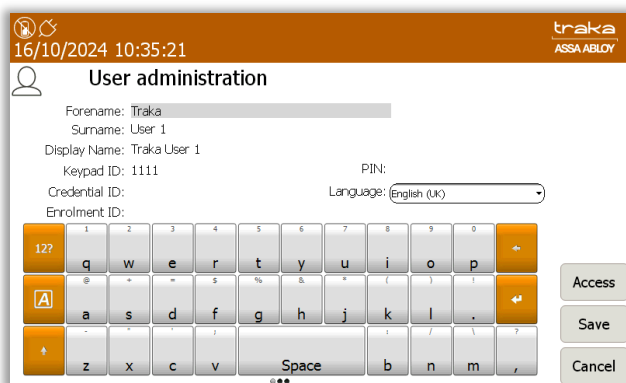 traka
16/10/2024 10:35:21
ASSA ABLOY
User administration
Forename: Traka
Surname: User 1
Display Name: Traka User 1
Keypad ID: 1111
PIN:
Credential ID:
Language: English (UK)
Enrolment ID:
1 2 3 4 5 6 7 8 9 0
12? q w e r t y u i o p
@ + = $ % & * ( ) !
A a s d f g h j k l .
Access
- " ' ; : / \ ?
Save
z x c v Space b n m ,
Cancel